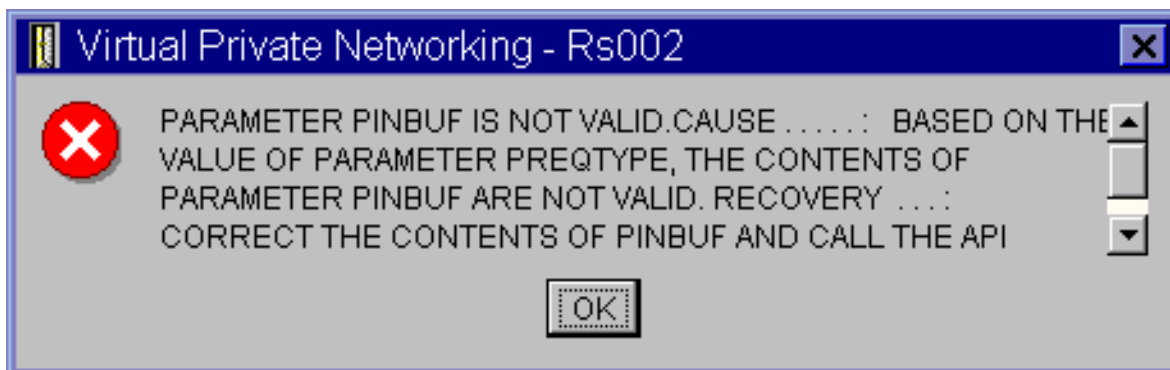 Virtual Private Networking - Rs002
PARAMETER PINBUF IS NOT VALID.CAUSE . . . . . :   BASED ON THE
VALUE OF PARAMETER PREQTYPE, THE CONTENTS OF
PARAMETER PINBUF ARE NOT VALID. RECOVERY  . . . :
CORRECT THE CONTENTS OF PINBUF AND CALL THE API
OK